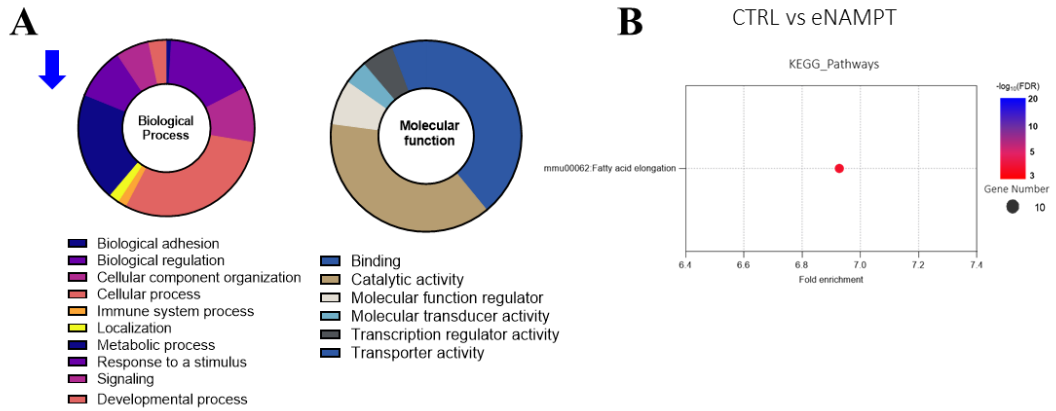 A
Biological
Process
Molecular
function
Biological adhesion
Biological regulation
Cellular component organization
Cellular process
Immune system process
Localization
Metabolic process
Response to a stimulus
Signaling
Developmental process
Binding
Catalytic activity
Molecular function regulator
Molecular transducer activity
Transcription regulator activity
Transporter activity
B
CTRL vs eNAMPT
KEGG_Pathways
mmu00062:Fatty acid elongation
6.4 6.6 6.8 7.0 7.2 7.4
Fold enrichment
-log₁₀(FDR)
20
10
5
3
Gene Number
10